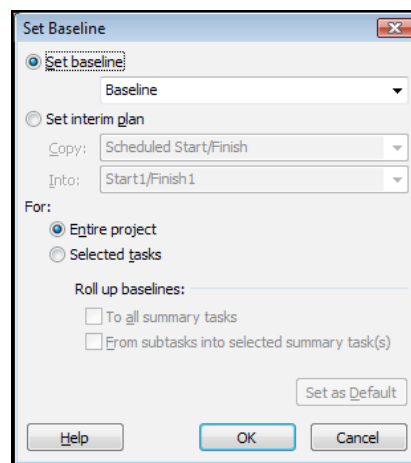 Set Baseline
Set baseline
Baseline
Set interim plan
Copy: Scheduled Start/Finish
Into: Start1/Finish1
For:
Entire project
Selected tasks
Roll up baselines:
To all summary tasks
From subtasks into selected summary task(s)
Set as Default
Help OK Cancel